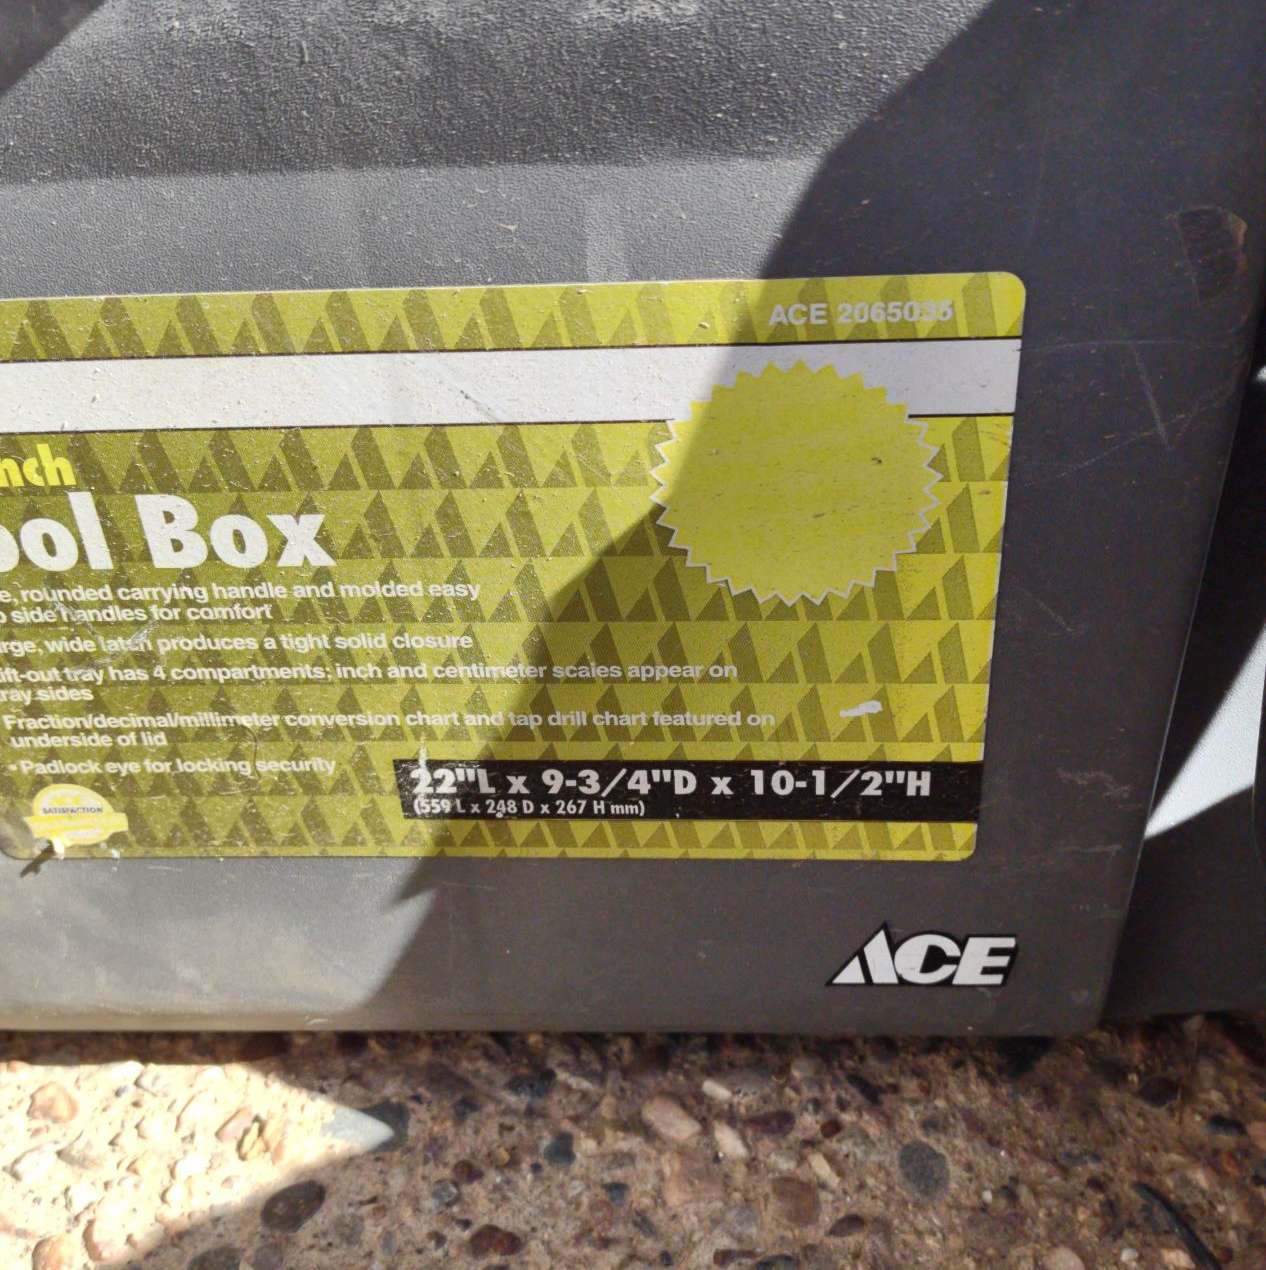 ACE 2065035
nch
ool Box
e, rounded carrying handle and molded easy
o side handles for comfort
rge, wide latch produces a tight solid closure
ift-out tray has 4 compartments; inch and centimeter scales appear on
ray sides
Fraction/decimal/millimeter conversion chart and tap drill chart featured on
underside of lid
• Padlock eye for locking security
SATISFACTION
22"L x 9-3/4"D x 10-1/2"H
(559 L x 248 D x 267 H mm)
ACE